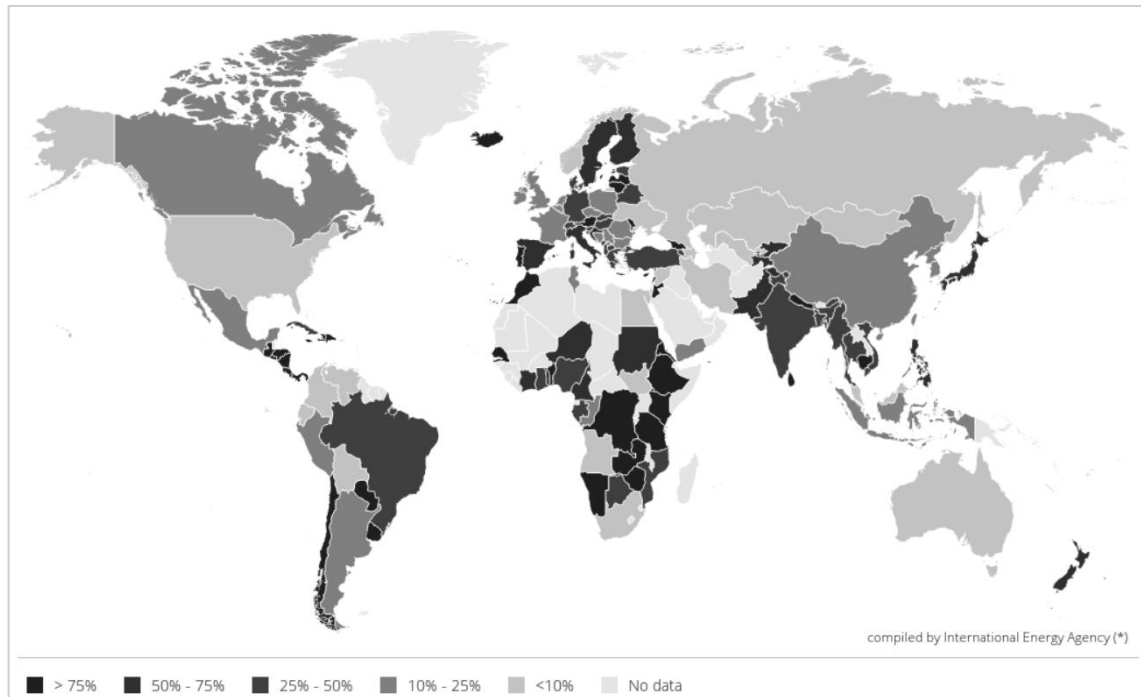 compiled by International Energy Agency (*)
> 75% 50% - 75% 25% - 50% 10% - 25% <10% No data